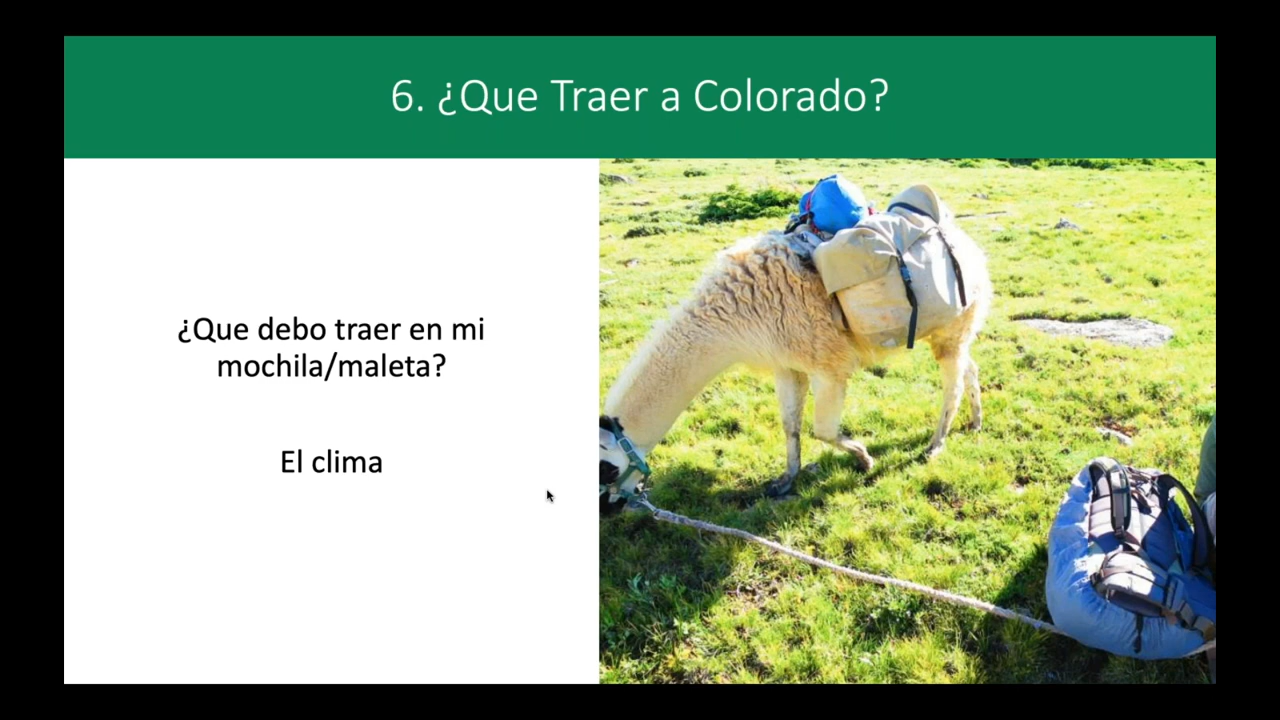 6. ¿Que Traer a Colorado?
¿Que debo traer en mi
mochila/maleta?
El clima